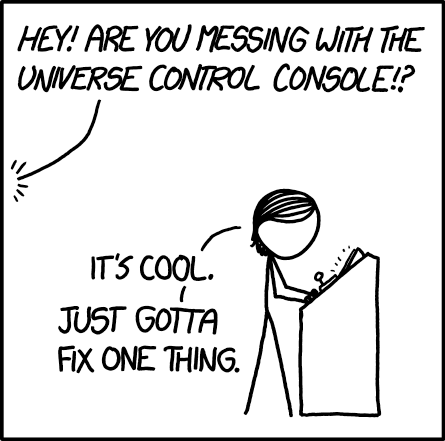 HEY! ARE YOU MESSING WITH THE
UNIVERSE CONTROL CONSOLE!?
IT'S COOL.
JUST GOTTA
FIX ONE THING.